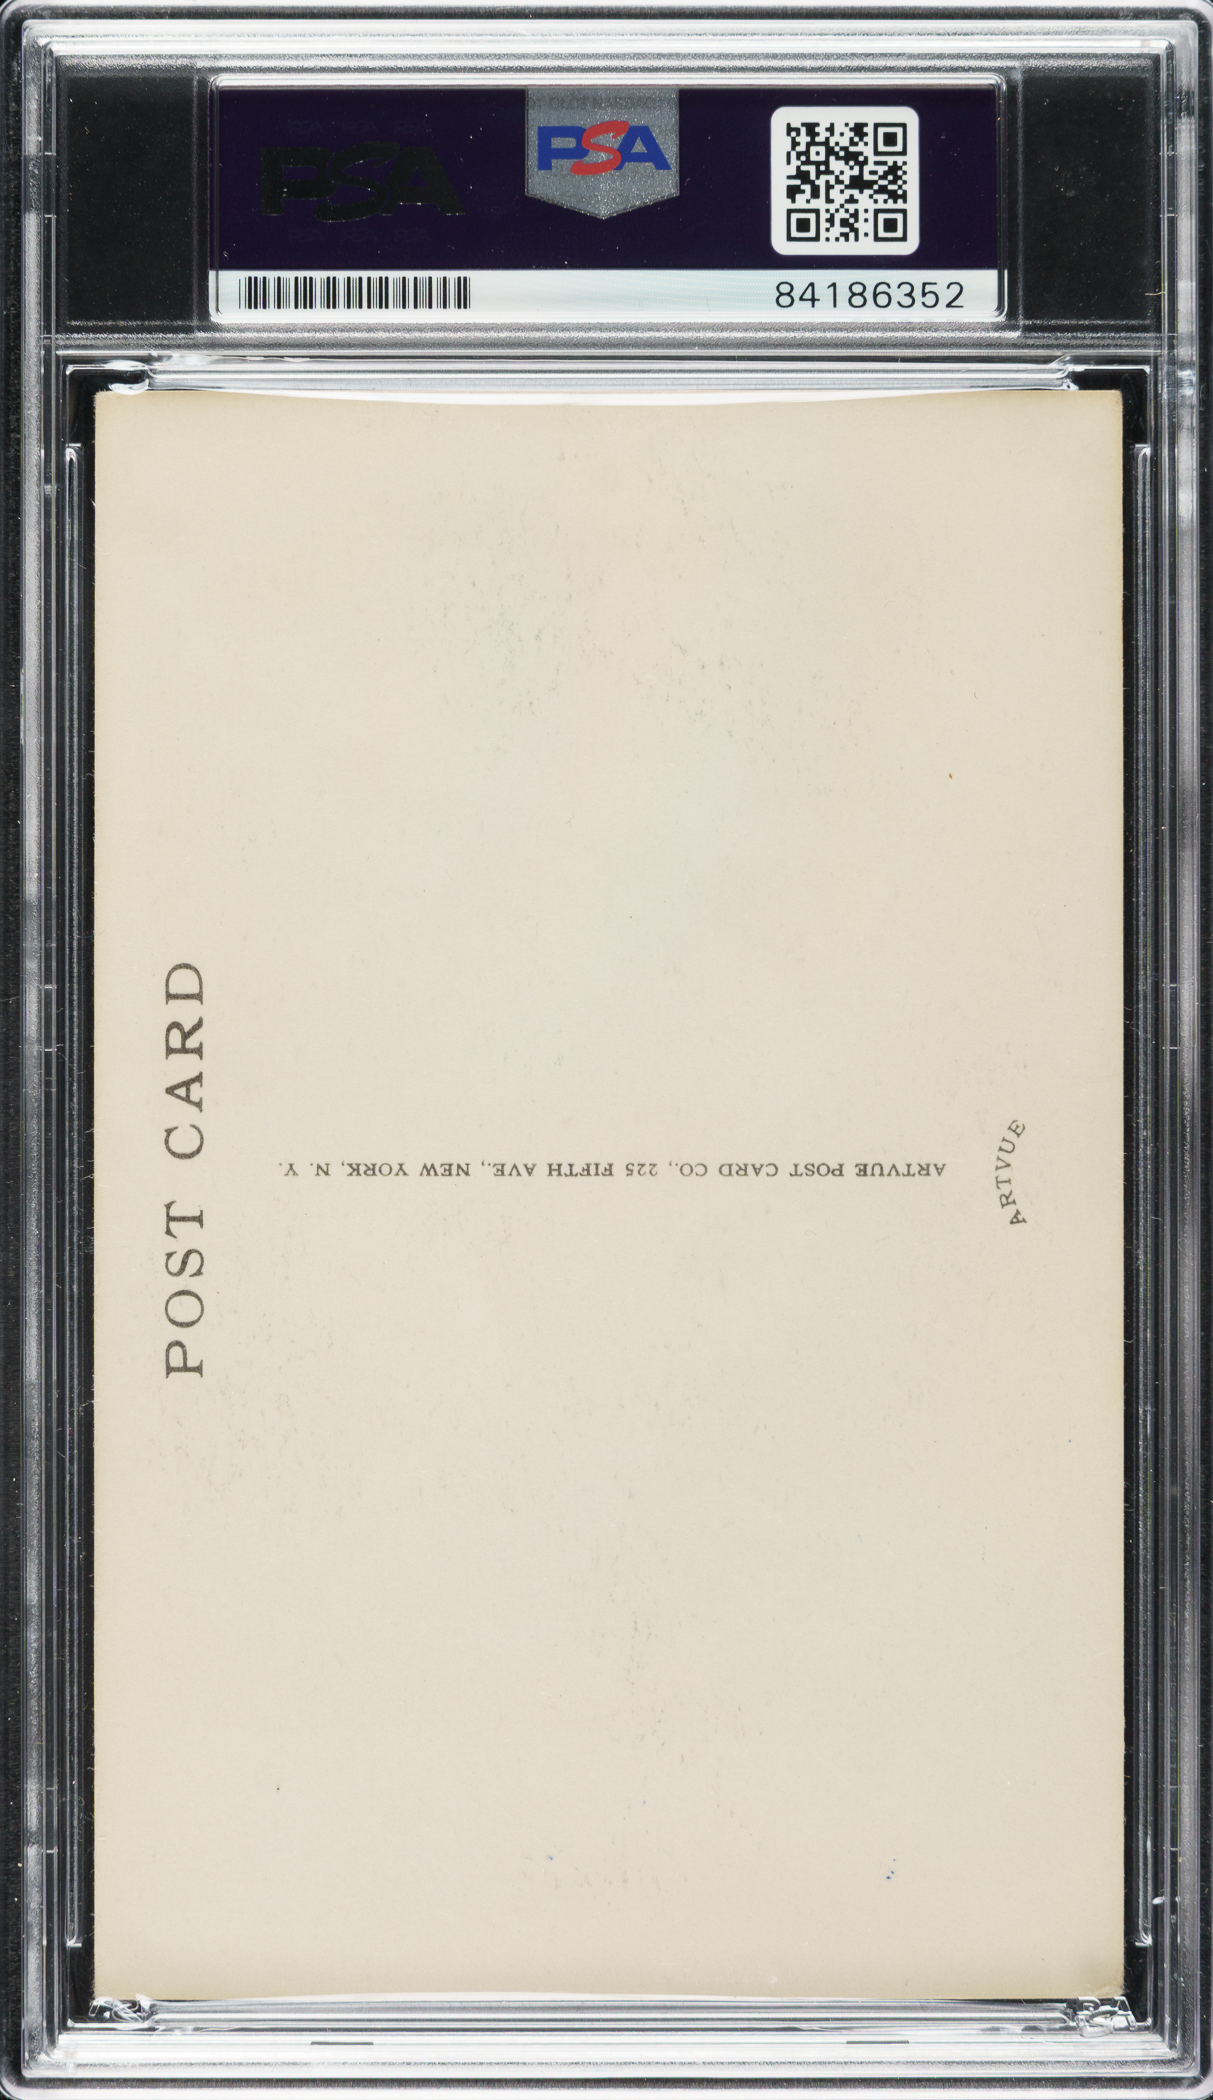 PSA
PSA
84186352
POST CARD
ARTVUE POST CARD CO., 225 FIFTH AVE., NEW YORK, N. Y.
ARTVUE